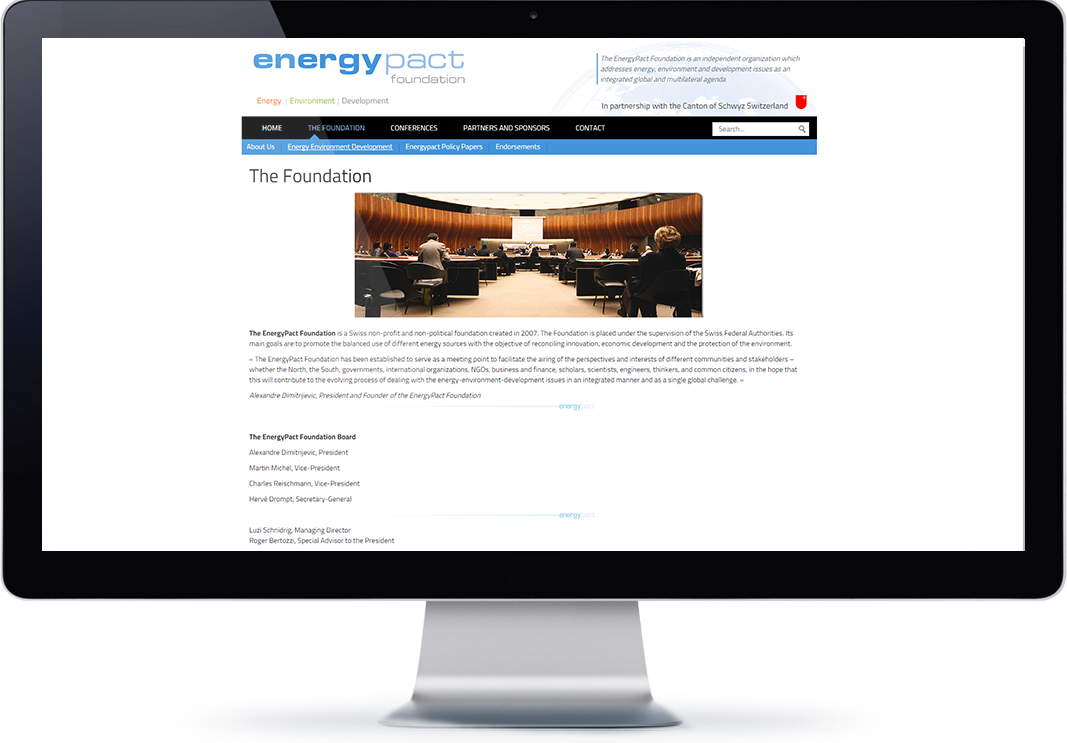 energypact
foundation
The EnergyPact Foundation is an independent organization which
addresses energy, environment and development issues as an
integrated global and multilateral agenda
Energy | Environment | Development
In partnership with the Canton of Schwyz Switzerland
HOME THE FOUNDATION CONFERENCES PARTNERS AND SPONSORS CONTACT Search...
About Us Energy Environment Development Energypact Policy Papers Endorsements
The Foundation
The EnergyPact Foundation is a Swiss non-profit and non-political foundation created in 2007. The Foundation is placed under the supervision of the Swiss Federal Authorities. Its
main goals are to promote the balanced use of different energy sources with the objective of reconciling innovation, economic development and the protection of the environment.
« The EnergyPact Foundation has been established to serve as a meeting point to facilitate the airing of the perspectives and interests of different communities and stakeholders –
whether the North, the South, governments, international organizations, NGOs, business and finance, scholars, scientists, engineers, thinkers, and common citizens, in the hope that
this will contribute to the evolving process of dealing with the energy-environment-development issues in an integrated manner and as a single global challenge. »
Alexandre Dimitrijevic, President and Founder of the EnergyPact Foundation
energypact
The EnergyPact Foundation Board
Alexandre Dimitrijevic, President
Martin Michel, Vice-President
Charles Reischmann, Vice-President
Hervé Drompt, Secretary-General
energypact
Luzi Schnidrig, Managing Director
Roger Bertozzi, Special Advisor to the President